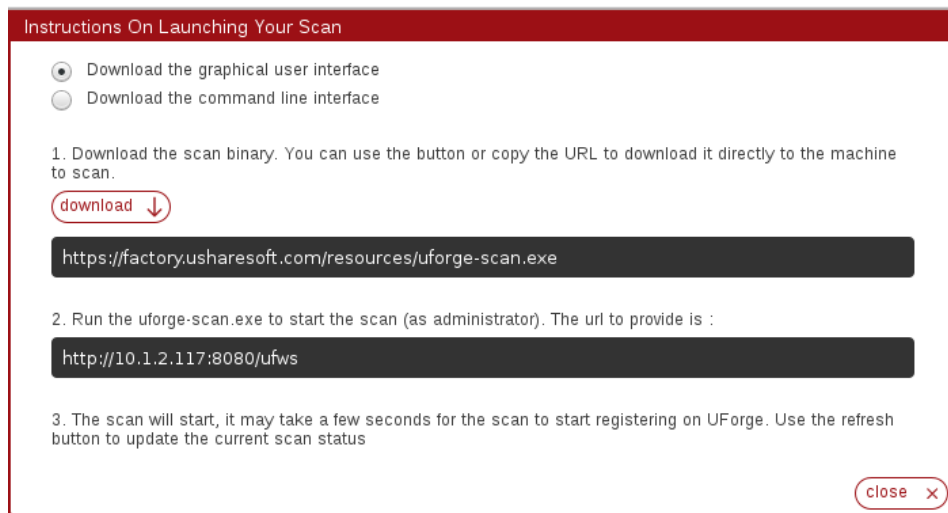 Instructions On Launching Your Scan
Download the graphical user interface
Download the command line interface
1. Download the scan binary. You can use the button or copy the URL to download it directly to the machine
to scan.
download
https://factory.usharesoft.com/resources/uforge-scan.exe
2. Run the uforge-scan.exe to start the scan (as administrator). The url to provide is :
http://10.1.2.117:8080/ufws
3. The scan will start, it may take a few seconds for the scan to start registering on UForge. Use the refresh
button to update the current scan status
close